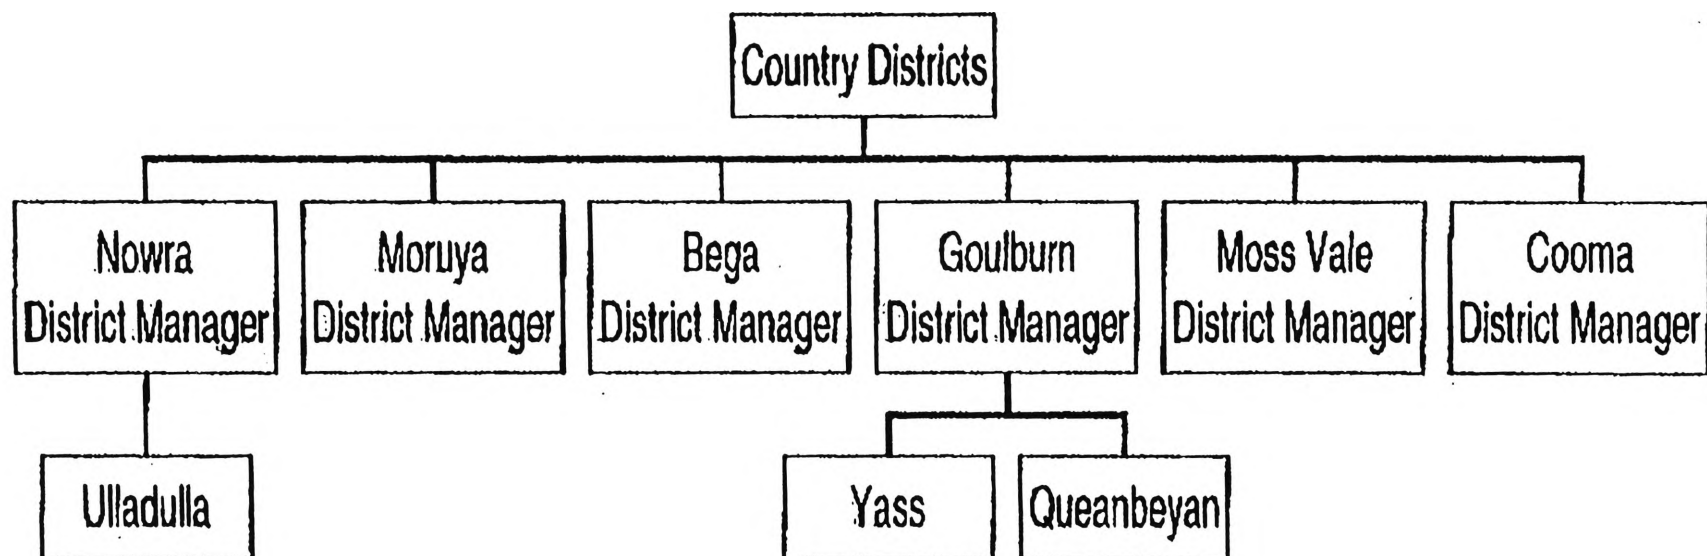 Country Districts
Nowra
District Manager
Moruya
District Manager
Bega
District Manager
Goulburn
District Manager
Moss Vale
District Manager
Cooma
District Manager
Ulladulla
Yass
Queanbeyan